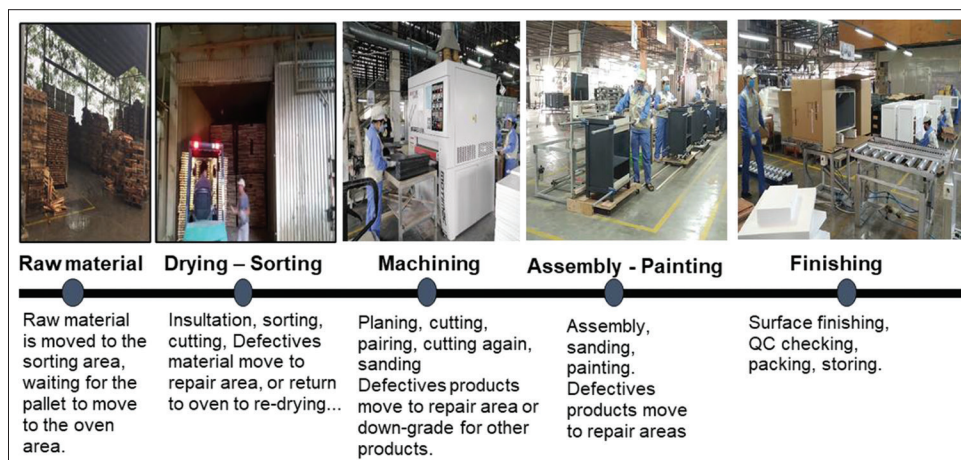 Raw material
Raw material
is moved to the
sorting area,
waiting for the
pallet to move
to the oven
area.
Drying – Sorting
Insultation, sorting,
cutting, Defectives
material move to
repair area, or return
to oven to re-drying...
Machining
Planing, cutting,
pairing, cutting again,
sanding
Defectives products
move to repair area or
down-grade for other
products.
Assembly - Painting
Assembly,
sanding,
painting.
Defectives
products move
to repair areas
Finishing
Surface finishing,
QC checking,
packing, storing.